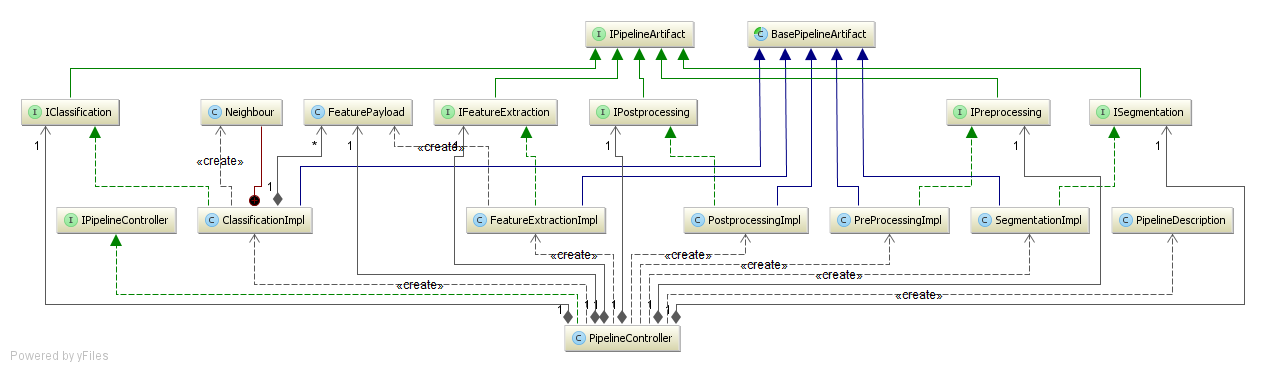 I IPipelineArtifact
C BasePipelineArtifact
I IClassification
C Neighbour
C FeaturePayload
I IFeatureExtraction
I IPostprocessing
I IPreprocessing
I ISegmentation
1
*
1
1
«create»
1
1
1
«create»
1
I IPipelineController
C ClassificationImpl
C FeatureExtractionImpl
C PostprocessingImpl
C PreProcessingImpl
C SegmentationImpl
C PipelineDescription
«create»
«create»
«create»
«create»
«create»
1
1
1
1
1
1
C PipelineController
Powered by yFiles